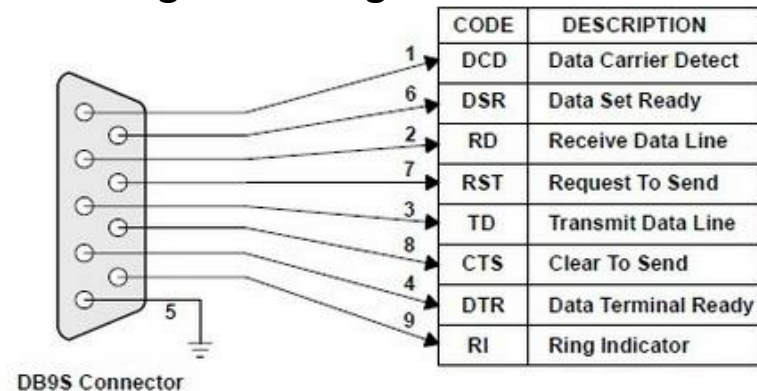 CODE DESCRIPTION
1 DCD Data Carrier Detect
6 DSR Data Set Ready
2 RD Receive Data Line
7 RST Request To Send
3 TD Transmit Data Line
8 CTS Clear To Send
4 DTR Data Terminal Ready
9 RI Ring Indicator
5
DB9S Connector